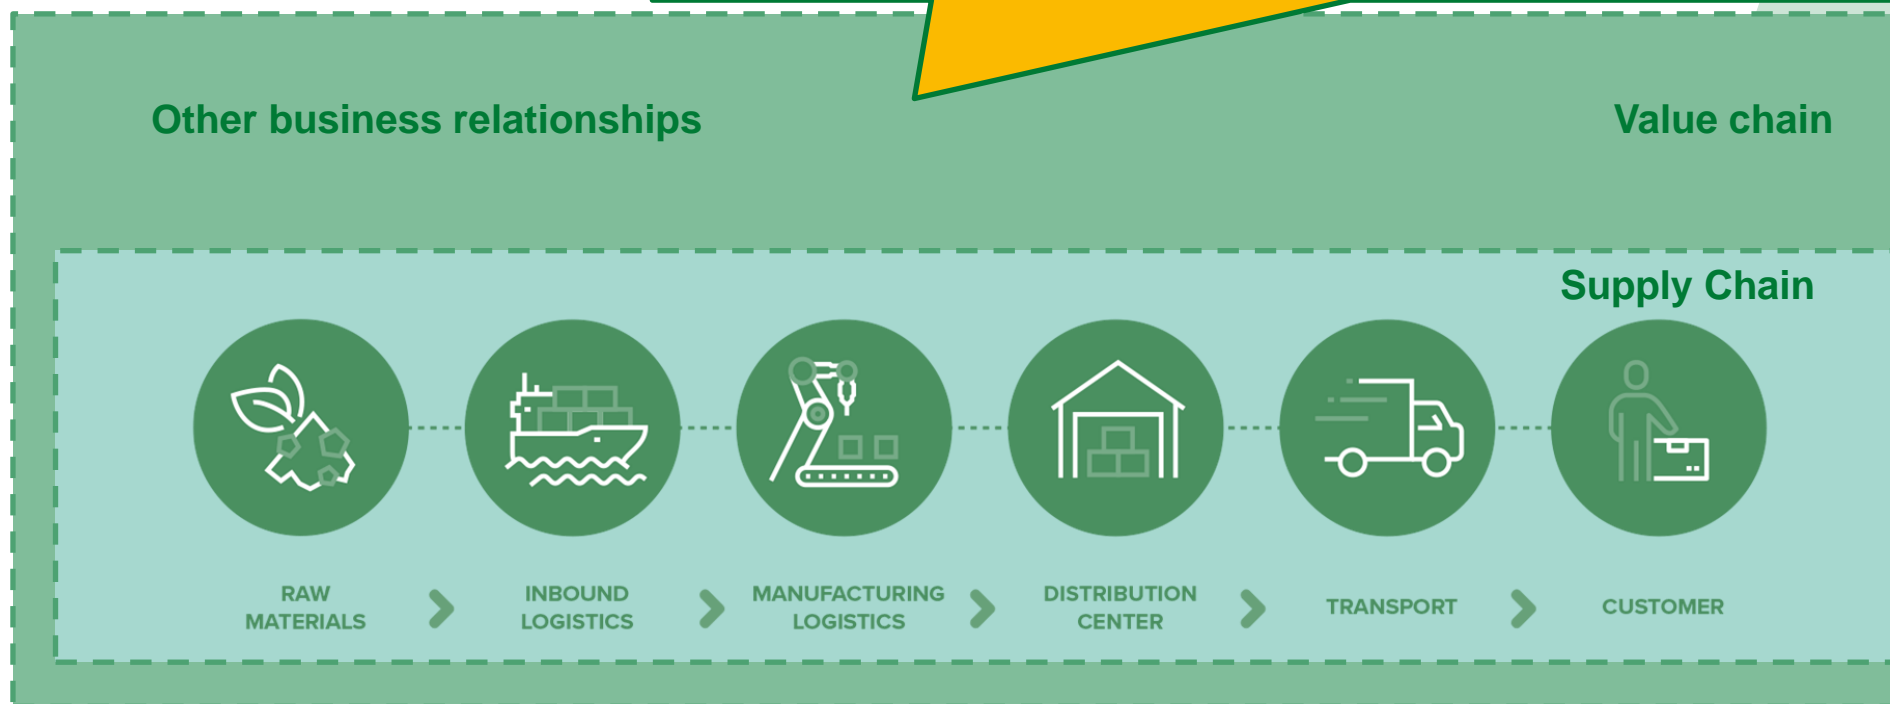 Other business relationships
Value chain
Supply Chain
RAW
MATERIALS
INBOUND
LOGISTICS
MANUFACTURING
LOGISTICS
DISTRIBUTION
CENTER
TRANSPORT
CUSTOMER